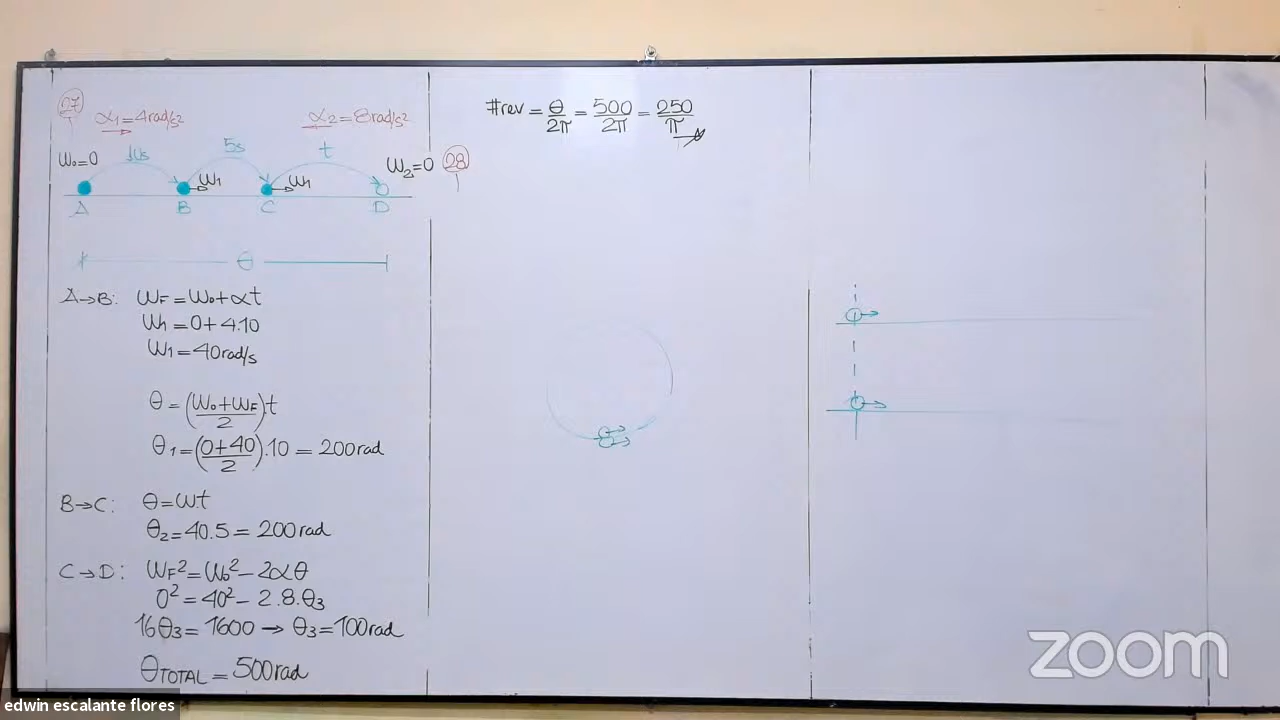 27
α1=4rad/s² α2=8rad/s²
10s 5s t
W0=0 W1 W1 W2=0
A B C D
θ
A→B: WF=W0+αt
W1=0+4.10
W1=40rad/s
θ=(W0+WF/2)t
θ1=(0+40/2).10=200rad
B→C: θ=W.t
θ2=40.5=200rad
C→D: WF²=W0²-2αθ
0²=40²-2.8.θ3
16θ3=1600→θ3=100rad
θTOTAL=500rad
#rev=θ/2π=500/2π=250/π
28
zoom
edwin escalante flores